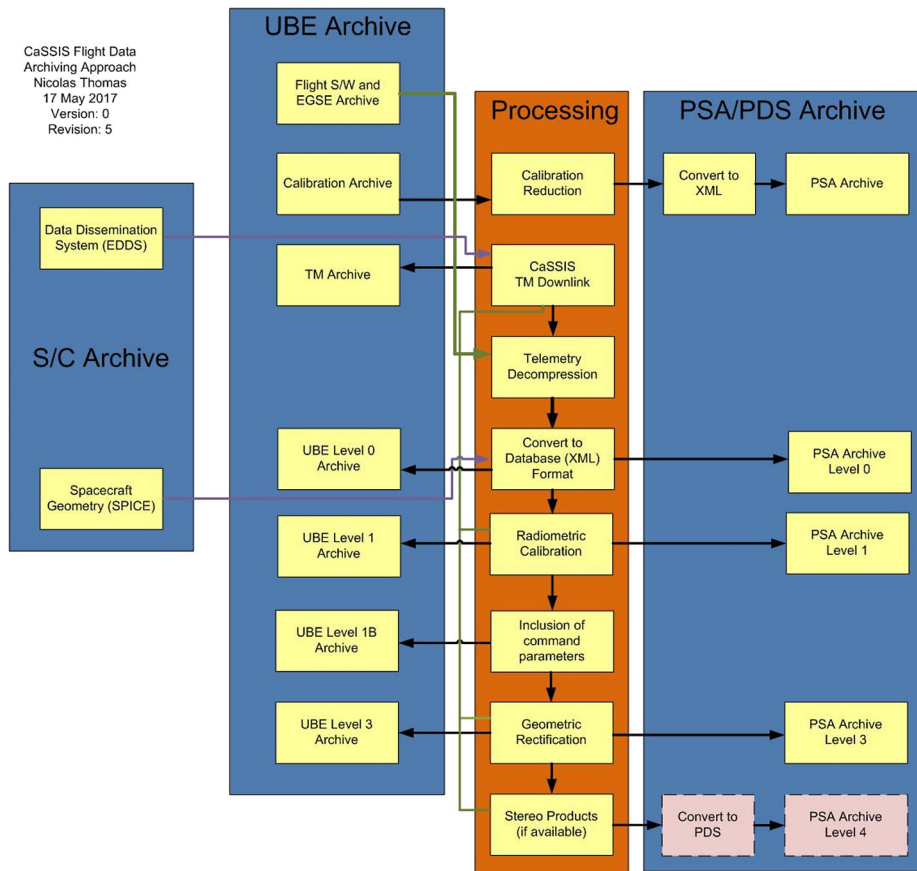 CaSSIS Flight Data
Archiving Approach
Nicolas Thomas
17 May 2017
Version: 0
Revision: 5
S/C Archive
Data Dissemination
System (EDDS)
Spacecraft
Geometry (SPICE)
UBE Archive
Flight S/W and
EGSE Archive
Calibration Archive
TM Archive
UBE Level 0
Archive
UBE Level 1
Archive
UBE Level 1B
Archive
UBE Level 3
Archive
Processing
Calibration
Reduction
CaSSIS
TM Downlink
Telemetry
Decompression
Convert to
Database (XML)
Format
Radiometric
Calibration
Inclusion of
command
parameters
Geometric
Rectification
Stereo Products
(if available)
PSA/PDS Archive
Convert to
XML
PSA Archive
PSA Archive
Level 0
PSA Archive
Level 1
PSA Archive
Level 3
Convert to
PDS
PSA Archive
Level 4